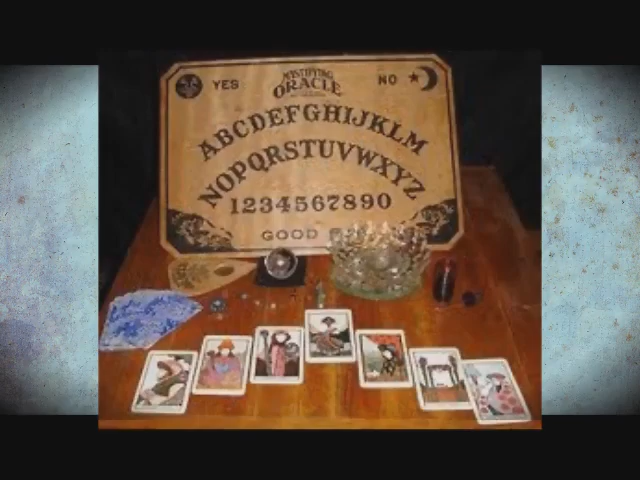 YES
MYSTIFYING
ORACLE
NO
ABCDEFGHIJKLM
NOPQRSTUVWXYZ
1234567890
GOOD